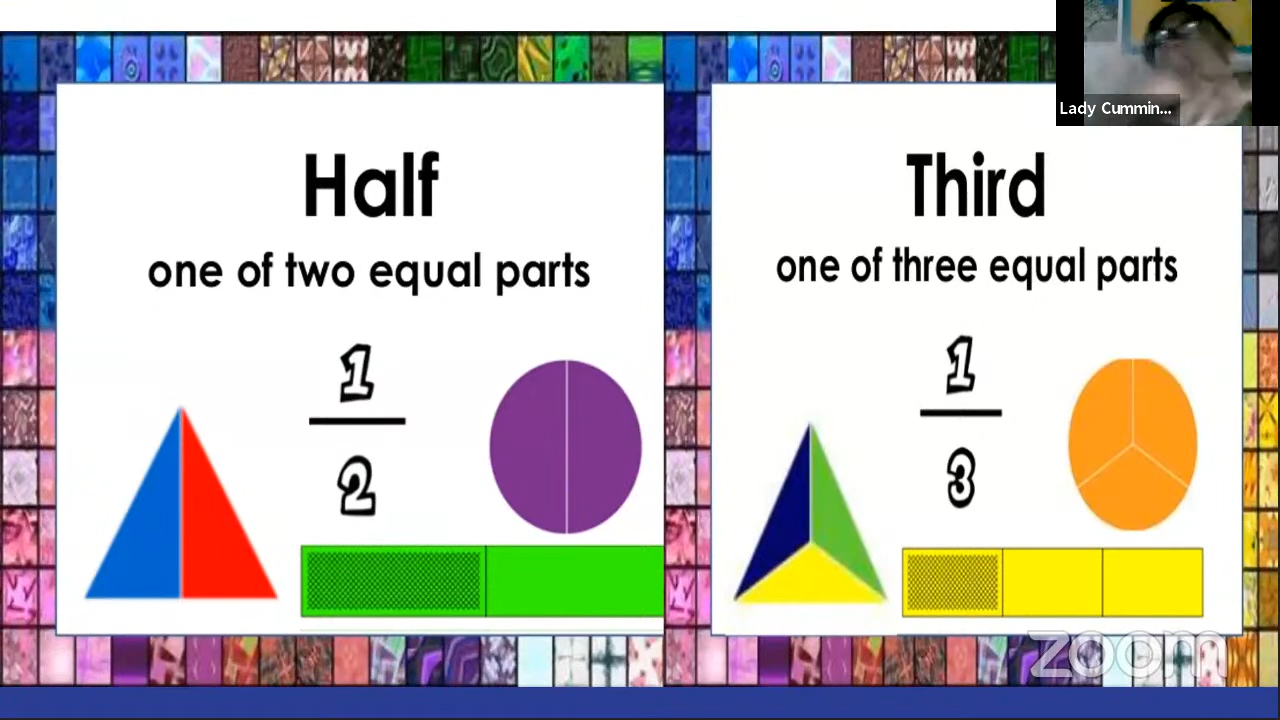 Lady Cummin...
Half
one of two equal parts
1
2
Third
one of three equal parts
1
3
zoom